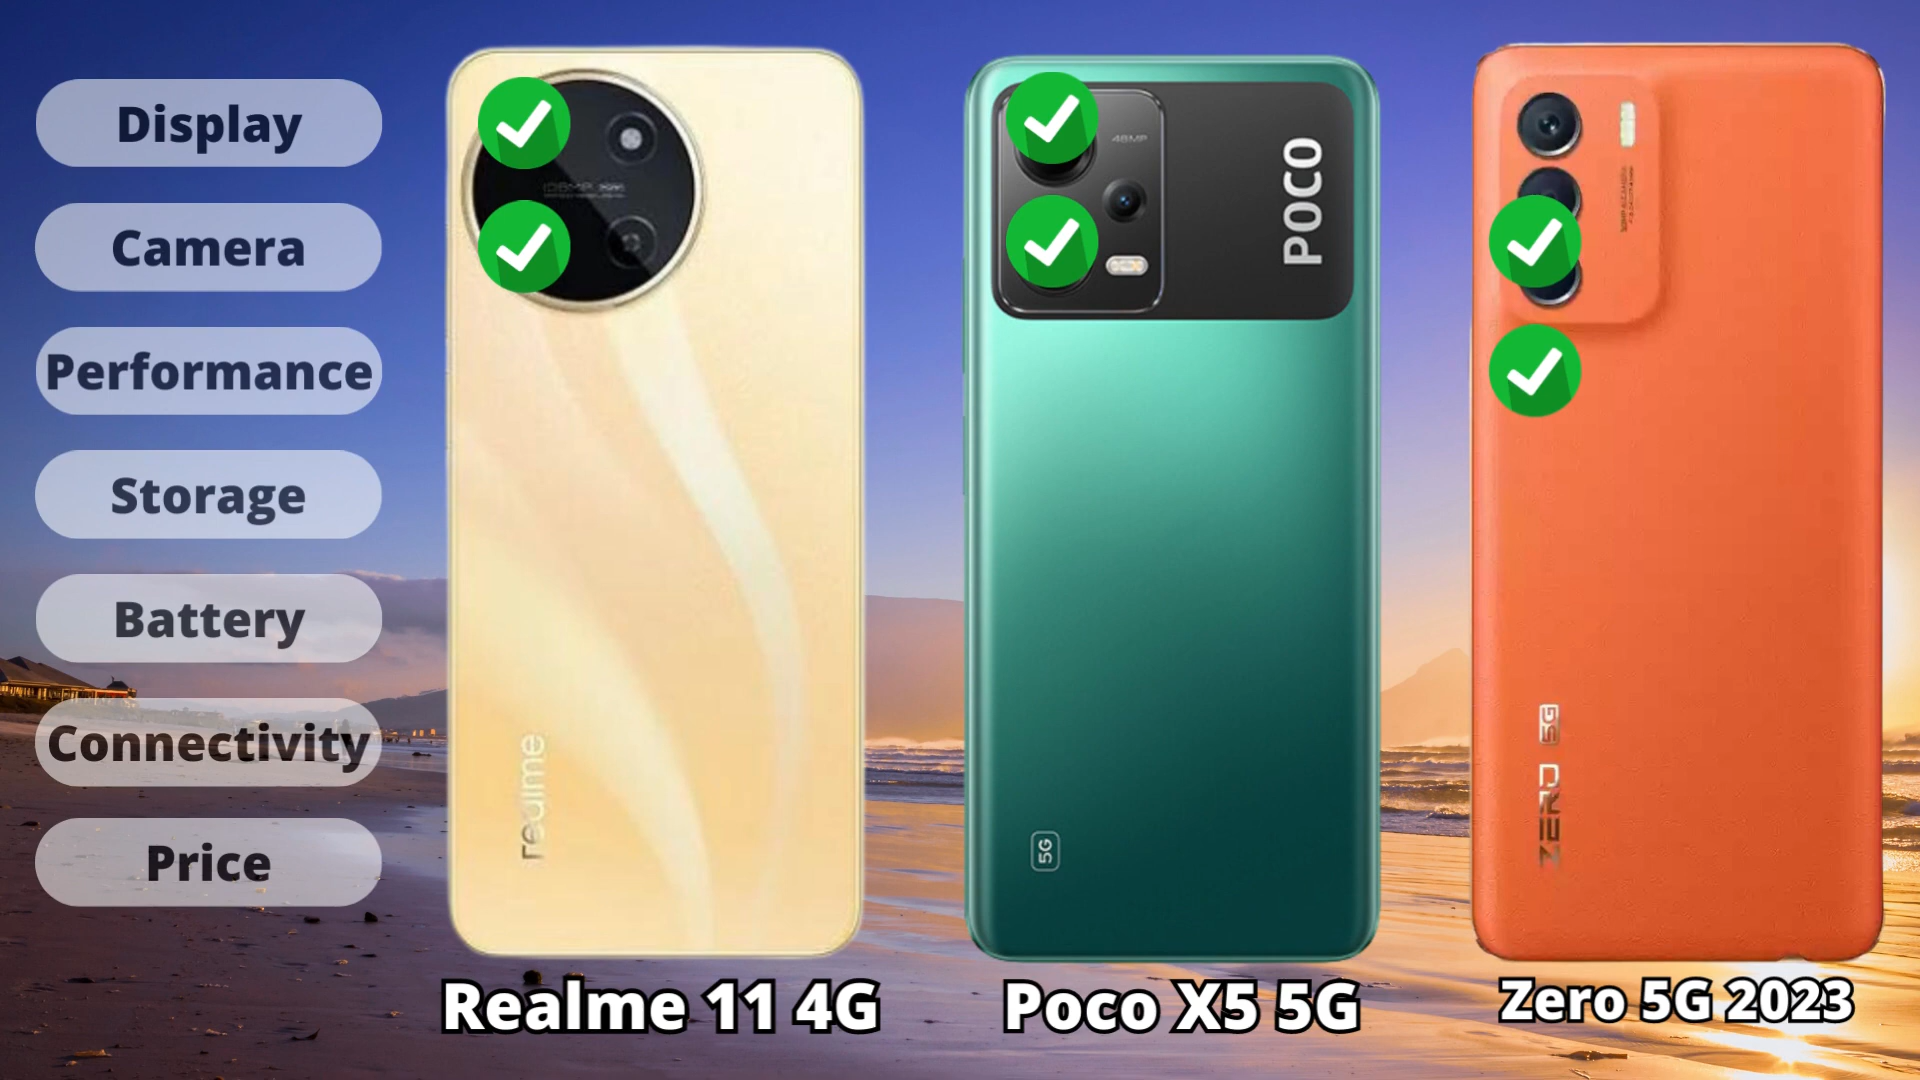 Display
Camera
Performance
Storage
Battery
Connectivity
Price
108MP
realme
Realme 11 4G
48MP
POCO
5G
Poco X5 5G
ZERO 5G
Zero 5G 2023